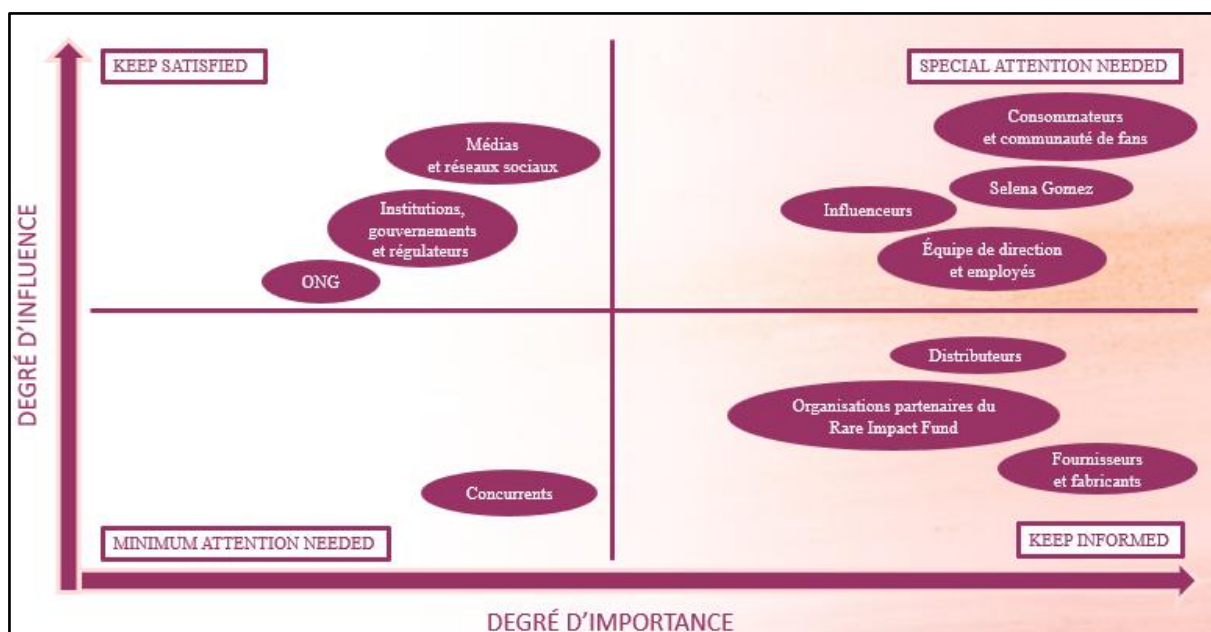 KEEP SATISFIED
SPECIAL ATTENTION NEEDED
Médias
et réseaux sociaux
Institutions,
gouvernements
et régulateurs
ONG
Consommateurs
et communauté de fans
Selena Gomez
Influenceurs
Équipe de direction
et employés
Distributeurs
Organisations partenaires du
Rare Impact Fund
Fournisseurs
et fabricants
Concurrents
MINIMUM ATTENTION NEEDED
KEEP INFORMED
DEGRÉ D'INFLUENCE
DEGRÉ D'IMPORTANCE